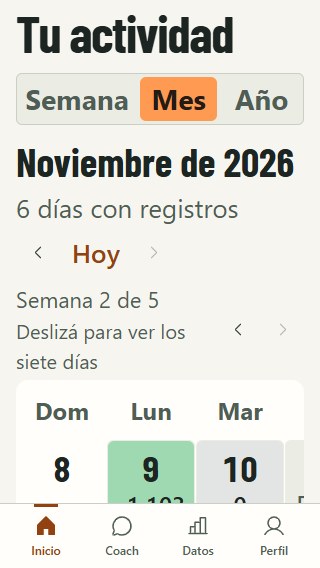 Tu actividad
Semana Mes Año
Noviembre de 2026
6 días con registros
Hoy
Semana 2 de 5
Deslizá para ver los
siete días
Dom Lun Mar
8 9 10
Inicio Coach Datos Perfil